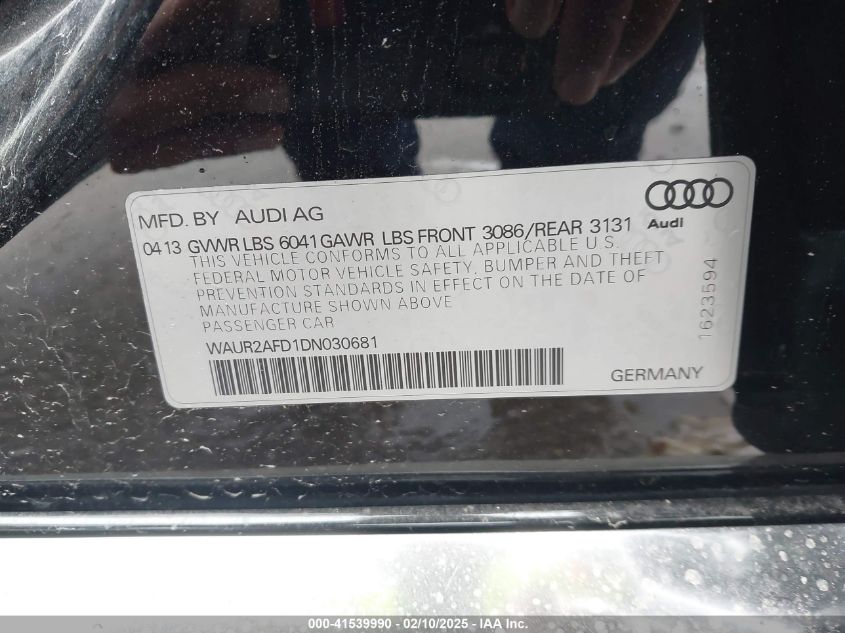 MFD. BY AUDI AG
Audi
04 13 GVWR LBS 6041 GAWR LBS FRONT 3086/REAR 3131
THIS VEHICLE CONFORMS TO ALL APPLICABLE U.S.
FEDERAL MOTOR VEHICLE SAFETY, BUMPER AND THEFT
PREVENTION STANDARDS IN EFFECT ON THE DATE OF
MANUFACTURE SHOWN ABOVE
PASSENGER CAR
WAUR2AFD1DN030681
1623594
GERMANY
000-41539990 - 02/10/2025 - IAA Inc.